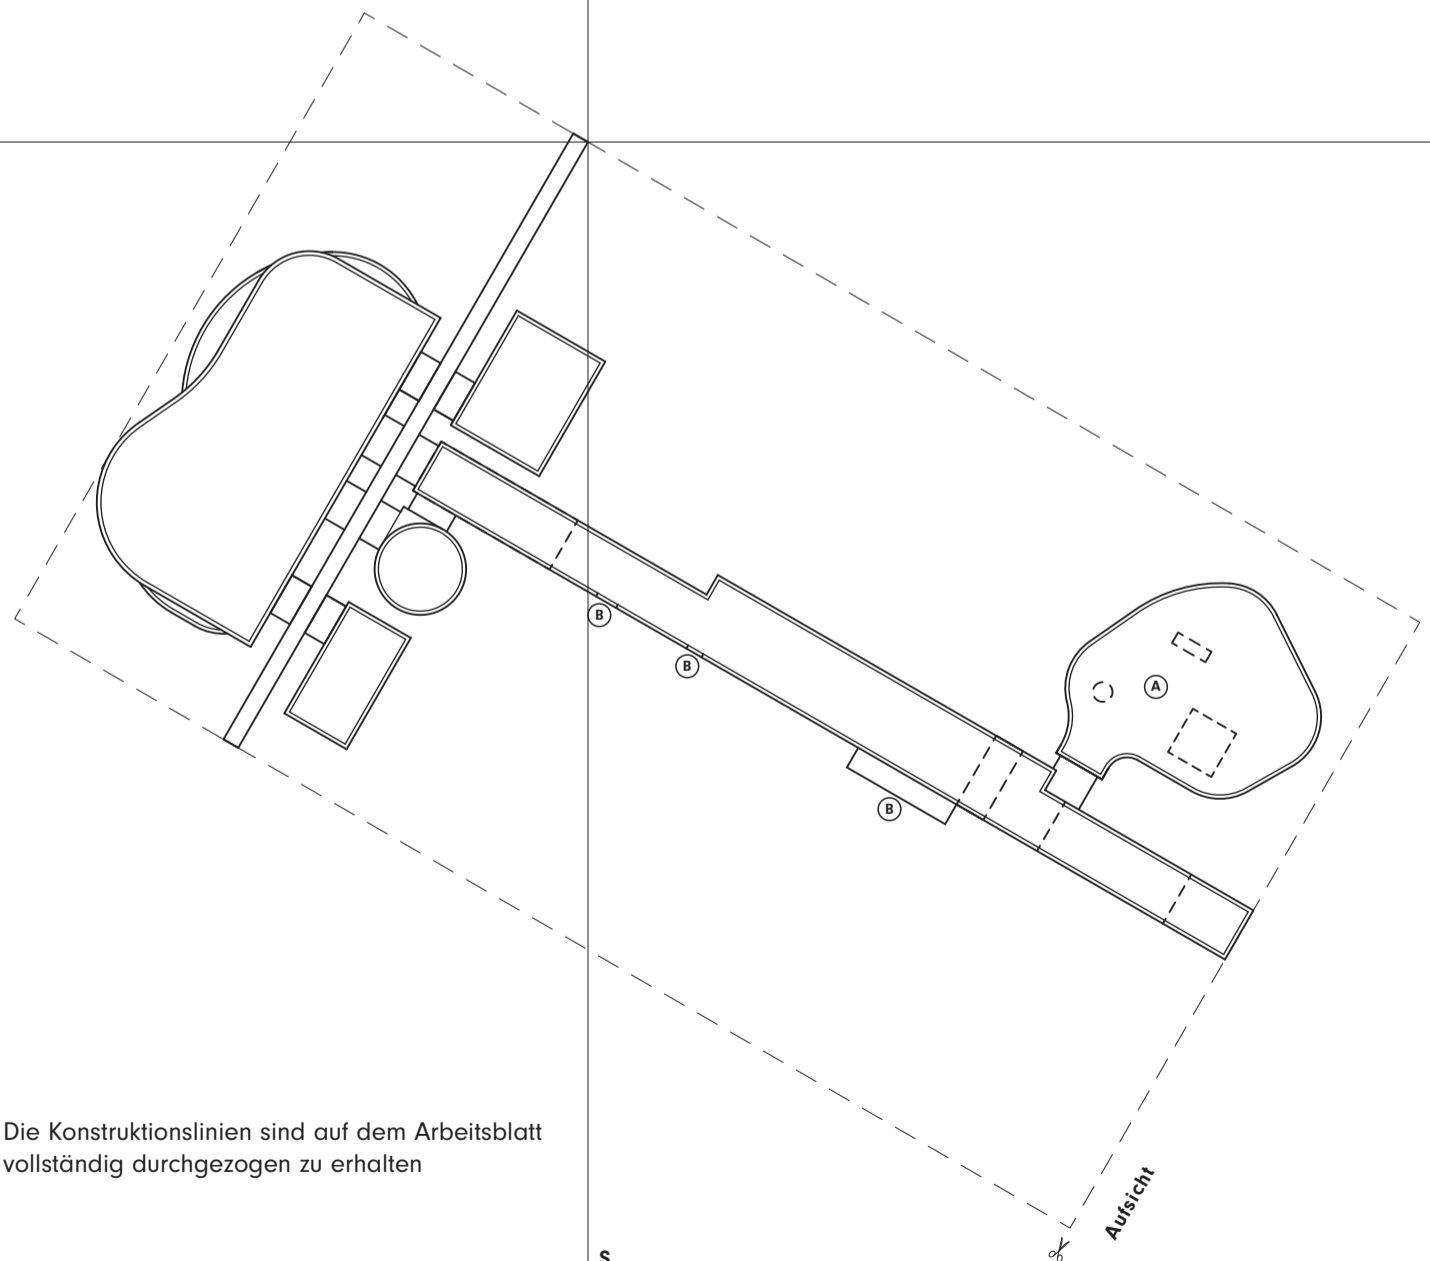 B
B
B
A
Die Konstruktionslinien sind auf dem Arbeitsblatt
vollständig durchgezogen zu erhalten
Aufsicht
S